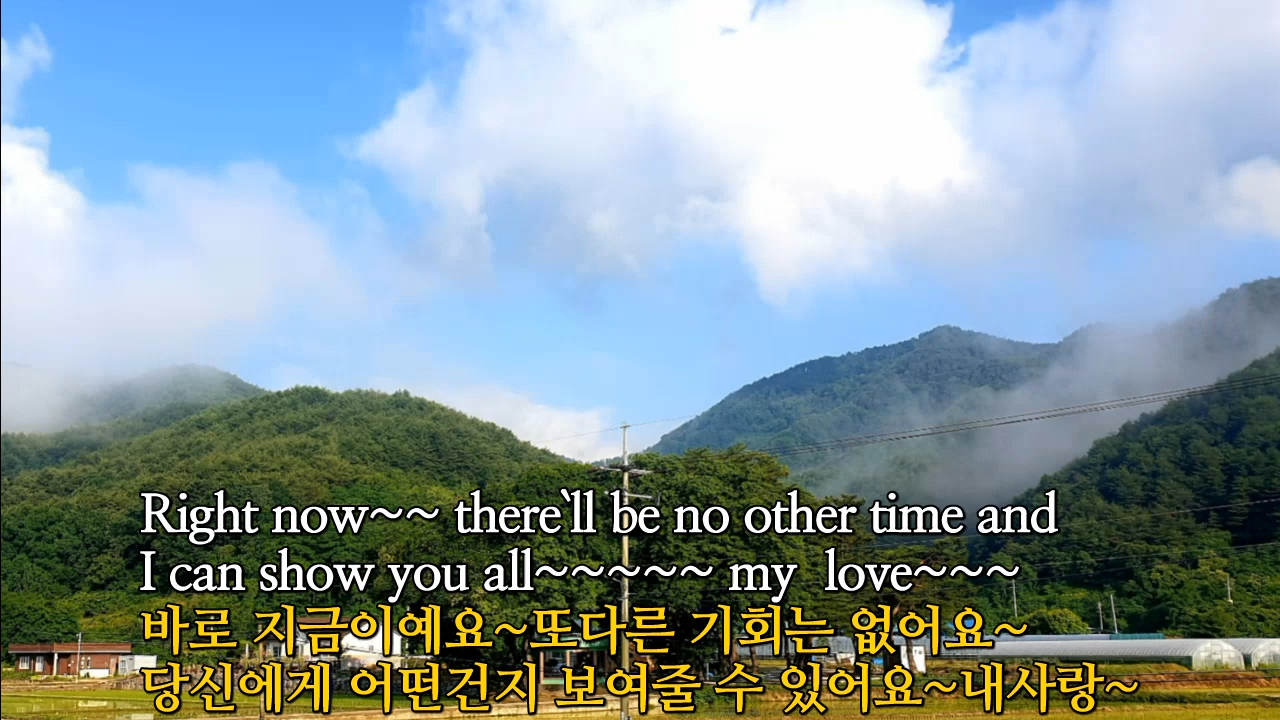 Right now~~ there`ll be no other time and
I can show you all~~~~~ my love~~~
바로 지금이예요~또다른 기회는 없어요~
당신에게 어떤건지 보여줄 수 있어요~내사랑~